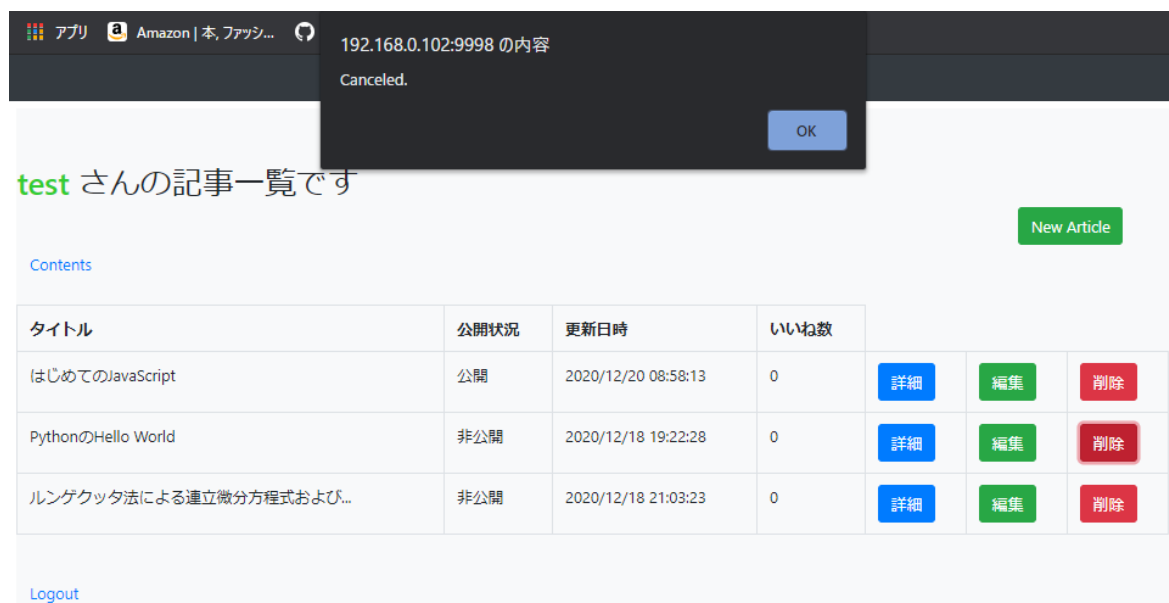 アプリ Amazon | 本, ファッシ...
192.168.0.102:9998 の内容
Canceled.
OK
test さんの記事一覧です
New Article
Contents
タイトル 公開状況 更新日時 いいね数
はじめてのJavaScript 公開 2020/12/20 08:58:13 0 詳細 編集 削除
PythonのHello World 非公開 2020/12/18 19:22:28 0 詳細 編集 削除
ルンゲクッタ法による連立微分方程式および... 非公開 2020/12/18 21:03:23 0 詳細 編集 削除
Logout